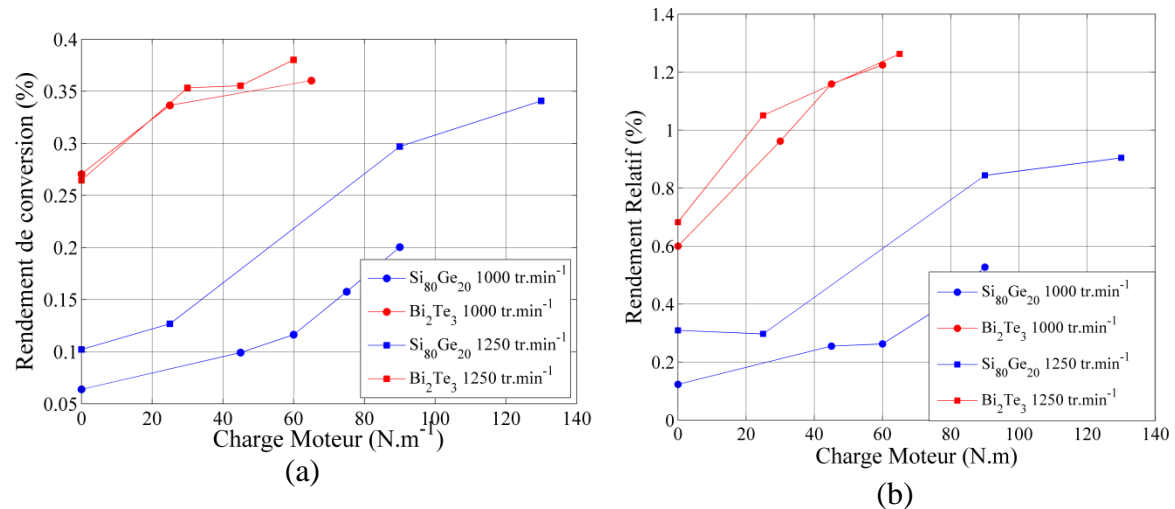 0.4
0.35
0.3
0.25
0.2
0.15
0.1
0.05
0 20 40 60 80 100 120 140
Rendement de conversion (%)
Charge Moteur (N.m⁻¹)
Si₈₀Ge₂₀ 1000 tr.min⁻¹
Bi₂Te₃ 1000 tr.min⁻¹
Si₈₀Ge₂₀ 1250 tr.min⁻¹
Bi₂Te₃ 1250 tr.min⁻¹
(a)
1.4
1.2
1
0.8
0.6
0.4
0.2
0
0 20 40 60 80 100 120 140
Rendement Relatif (%)
Charge Moteur (N.m)
Si₈₀Ge₂₀ 1000 tr.min⁻¹
Bi₂Te₃ 1000 tr.min⁻¹
Si₈₀Ge₂₀ 1250 tr.min⁻¹
Bi₂Te₃ 1250 tr.min⁻¹
(b)